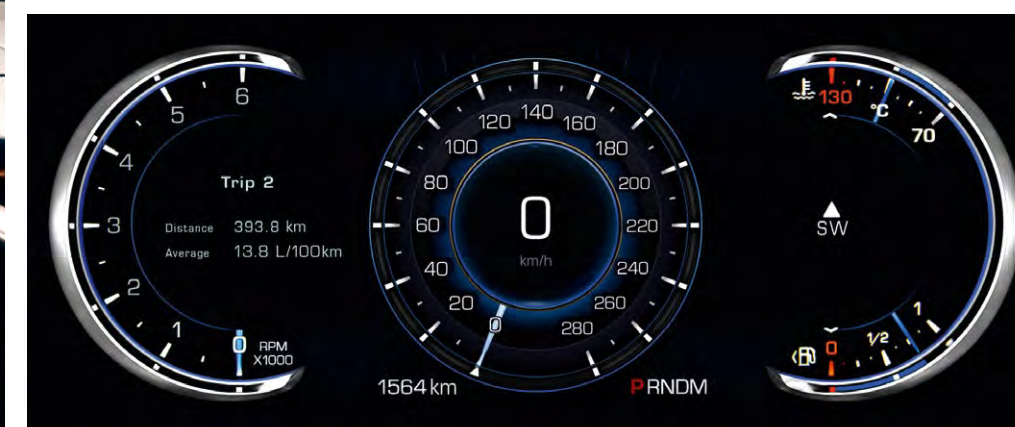 6
5
4
3
2
1
0 RPM
X1000
Trip 2
Distance 393.8 km
Average 13.8 L/100km
0
20
40
60
80
100
120
140
160
180
200
220
240
260
280
0
km/h
1564 km
PRNDM
130
°C
70
SW
0
1/2
1